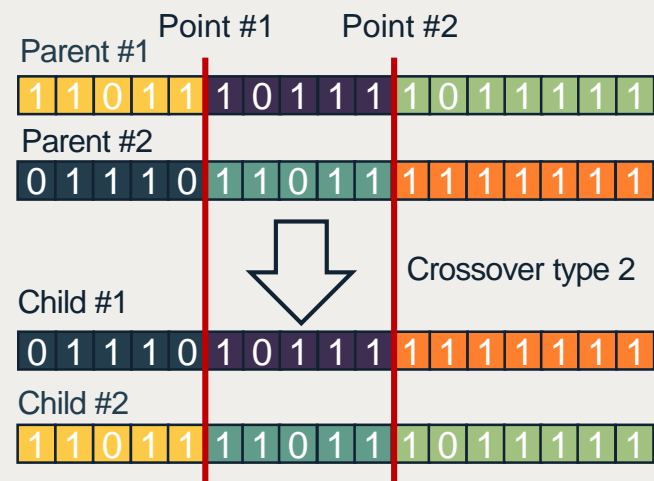 Point #1 Point #2
Parent #1
1 1 0 1 1 1 0 1 1 1 1 0 1 1 1 1 1
Parent #2
0 1 1 1 0 1 1 0 1 1 1 1 1 1 1 1 1
Crossover type 2
Child #1
0 1 1 1 0 1 0 1 1 1 1 1 1 1 1 1 1
Child #2
1 1 0 1 1 1 1 0 1 1 1 0 1 1 1 1 1